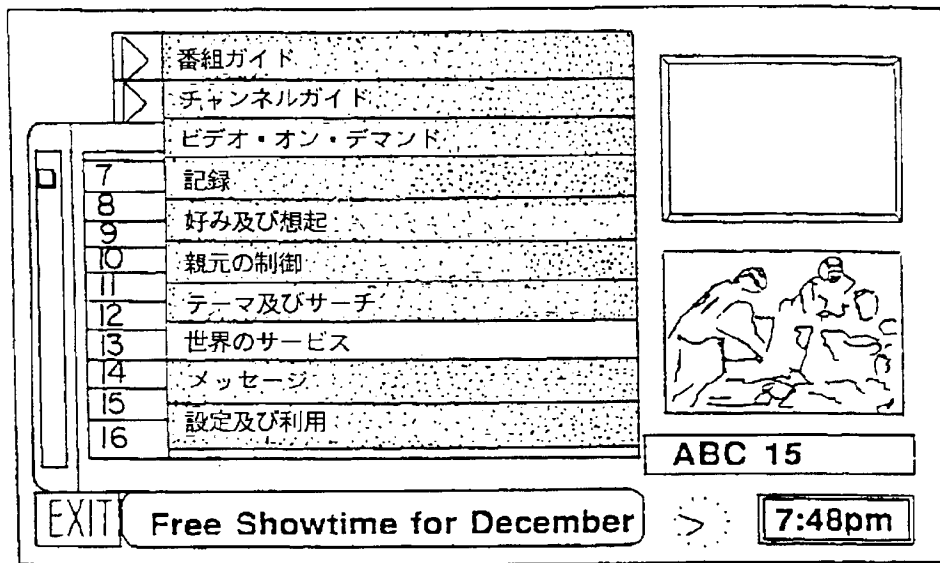 番組ガイド
チャンネルガイド
ビデオ・オン・デマンド
7 記録
8
好み及び想起
9
10 親元の制御
11
12 テーマ及びサーチ
13 世界のサービス
14 メッセージ
15 設定及び利用
16
ABC 15
EXIT Free Showtime for December 7:48pm